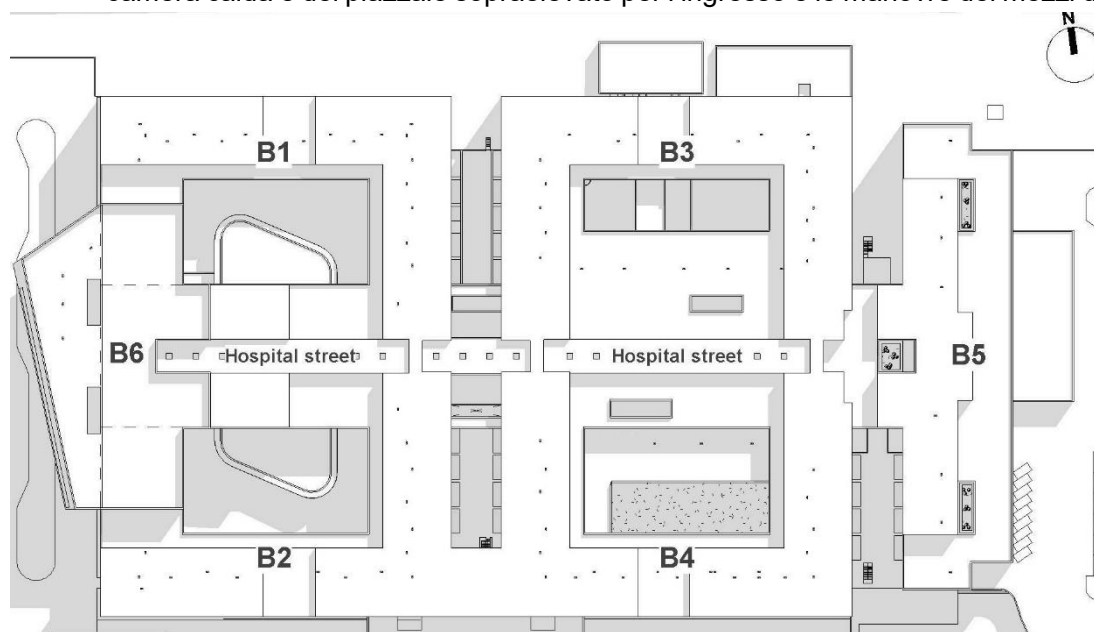 camera calda e del piazzale sopraelevato per l'ingresso e le manovre dei mezzi d
N
B1
B3
B6
Hospital street
Hospital street
B5
B2
B4